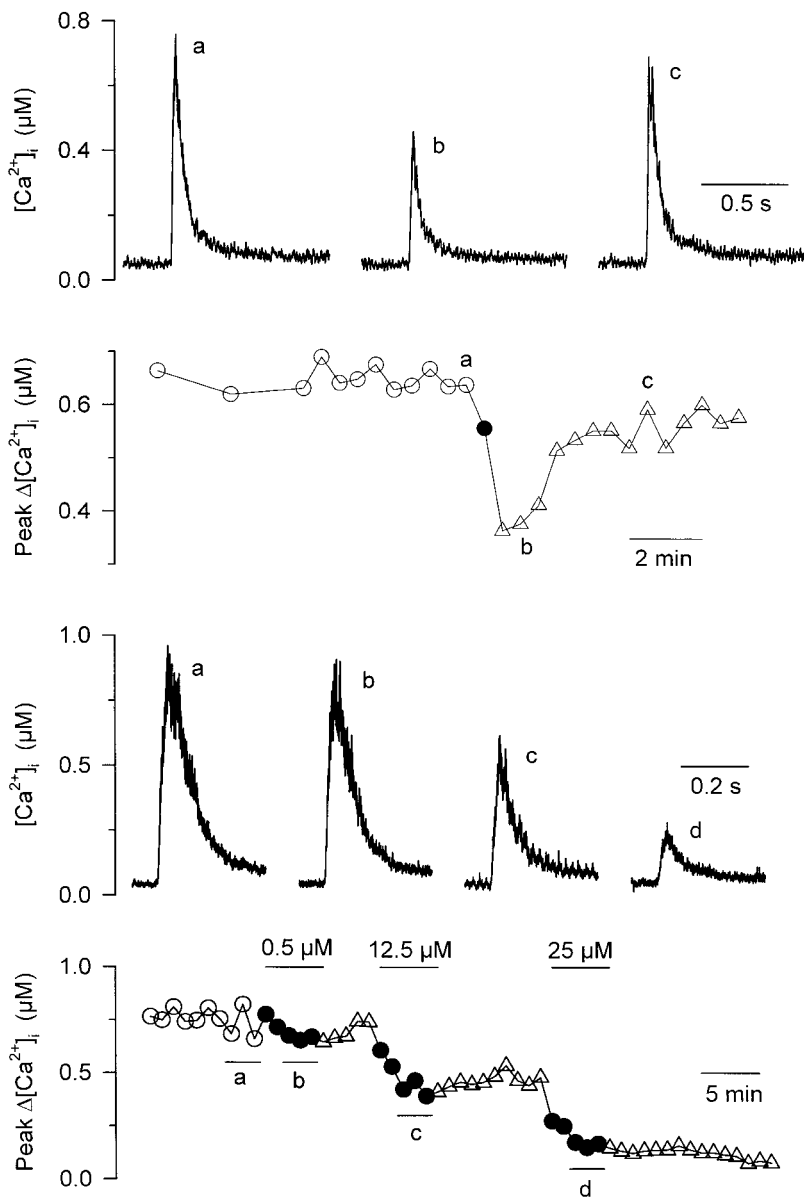 0.8
a
c
[Ca²⁺]ᵢ (µM)
0.4
b
0.5 s
0.0
Peak Δ[Ca²⁺]ᵢ (µM)
a
c
0.6
0.4
b
2 min
1.0
a
b
[Ca²⁺]ᵢ (µM)
c
0.5
0.2 s
d
0.0
0.5 µM
12.5 µM
25 µM
1.0
Peak Δ[Ca²⁺]ᵢ (µM)
0.5
a
b
5 min
c
0.0
d